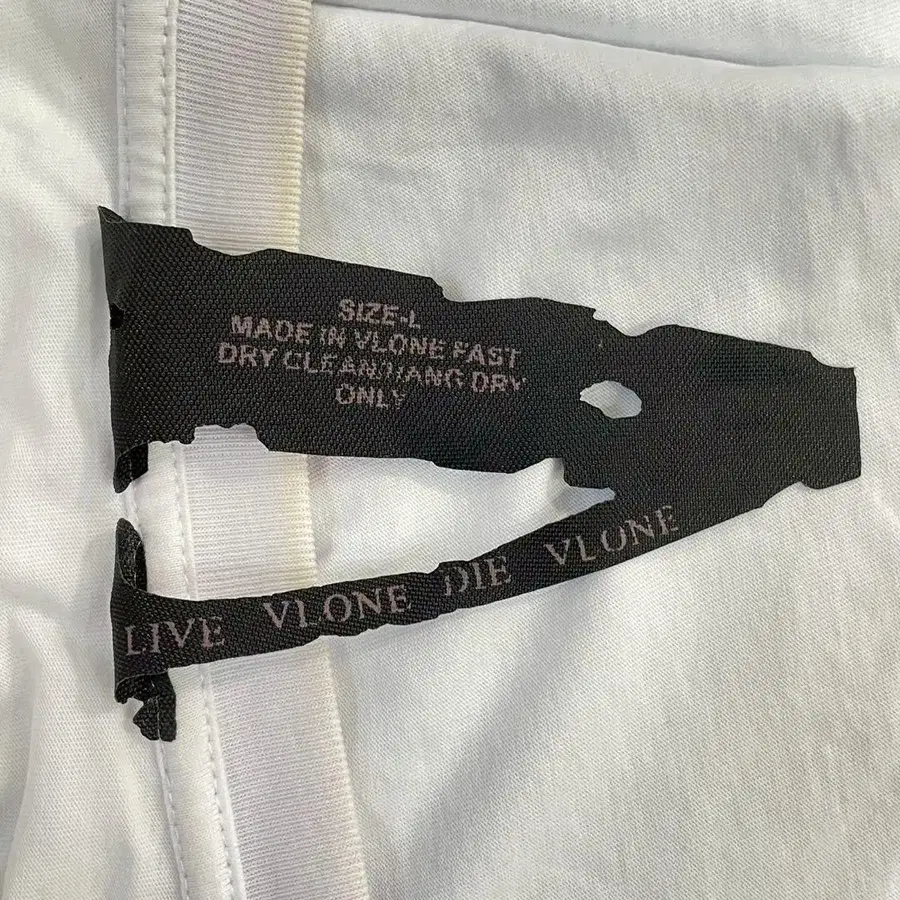 SIZE-L
MADE IN VLONE FAST
DRY CLEAN/HANG DRY
ONLY
LIVE VLONE DIE VLONE